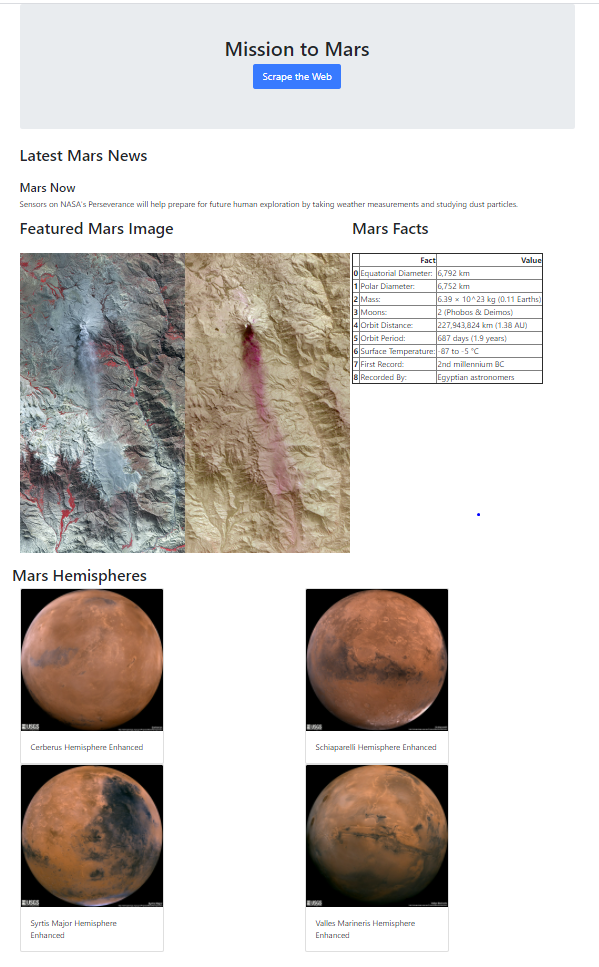 Mission to Mars
Scrape the Web
Latest Mars News
Mars Now
Sensors on NASA's Perseverance will help prepare for future human exploration by taking weather measurements and studying dust particles.
Featured Mars Image
Mars Facts
Fact Value
0 Equatorial Diameter: 6,792 km
1 Polar Diameter: 6,752 km
2 Mass: 6.39 × 10^23 kg (0.11 Earths)
3 Moons: 2 (Phobos & Deimos)
4 Orbit Distance: 227,943,824 km (1.38 AU)
5 Orbit Period: 687 days (1.9 years)
6 Surface Temperature: -87 to -5 °C
7 First Record: 2nd millennium BC
8 Recorded By: Egyptian astronomers
Mars Hemispheres
USGS
USGS
Cerberus Hemisphere Enhanced
Schiaparelli Hemisphere Enhanced
USGS
USGS
Syrtis Major Hemisphere
Enhanced
Valles Marineris Hemisphere
Enhanced